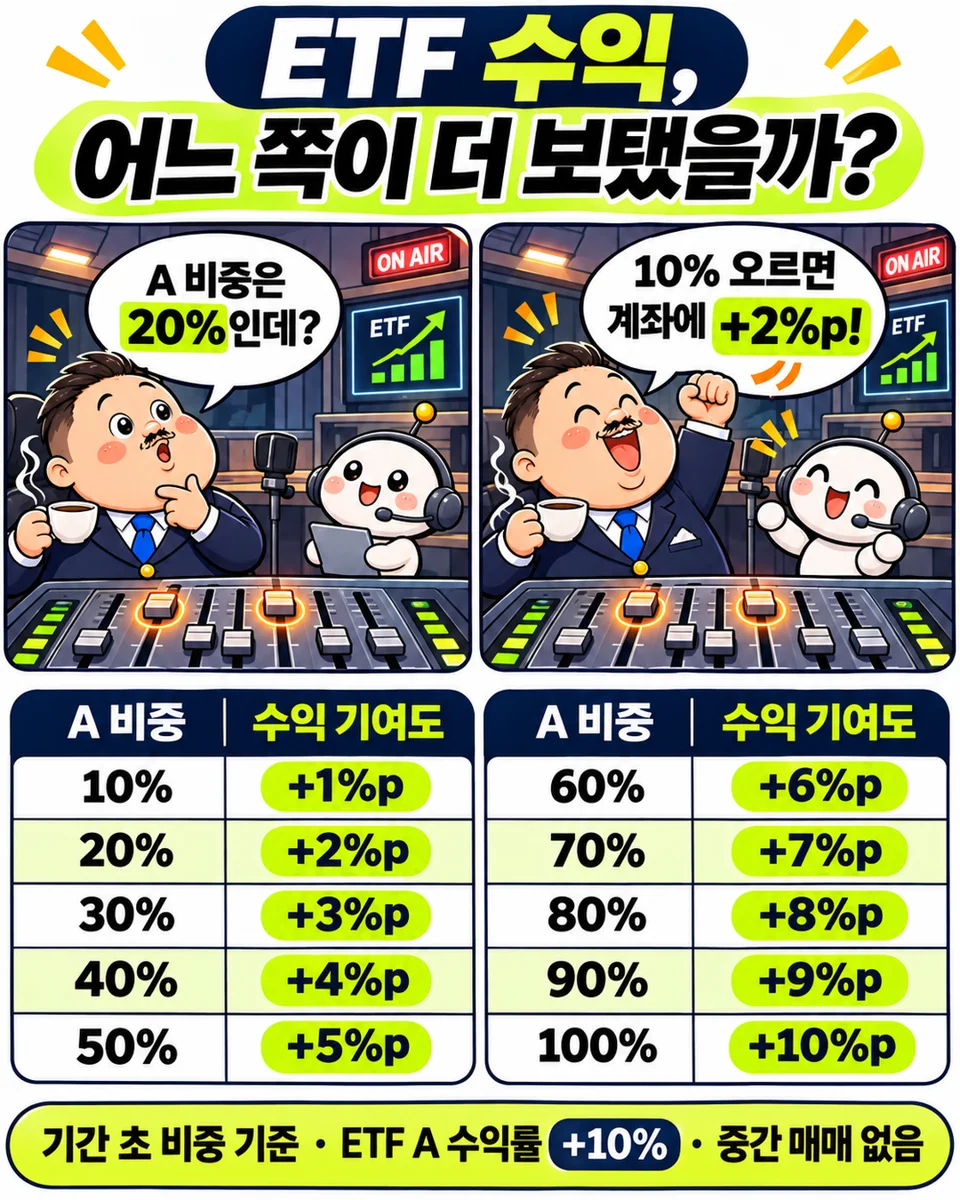 ETF 수익,
어느 쪽이 더 보탰을까?
A 비중은
20%인데?
ON AIR
ETF
10% 오르면
계좌에 +2%p!
ON AIR
ETF
A 비중 수익 기여도
10% +1%p
20% +2%p
30% +3%p
40% +4%p
50% +5%p
A 비중 수익 기여도
60% +6%p
70% +7%p
80% +8%p
90% +9%p
100% +10%p
기간 초 비중 기준 · ETF A 수익률 +10% · 중간 매매 없음